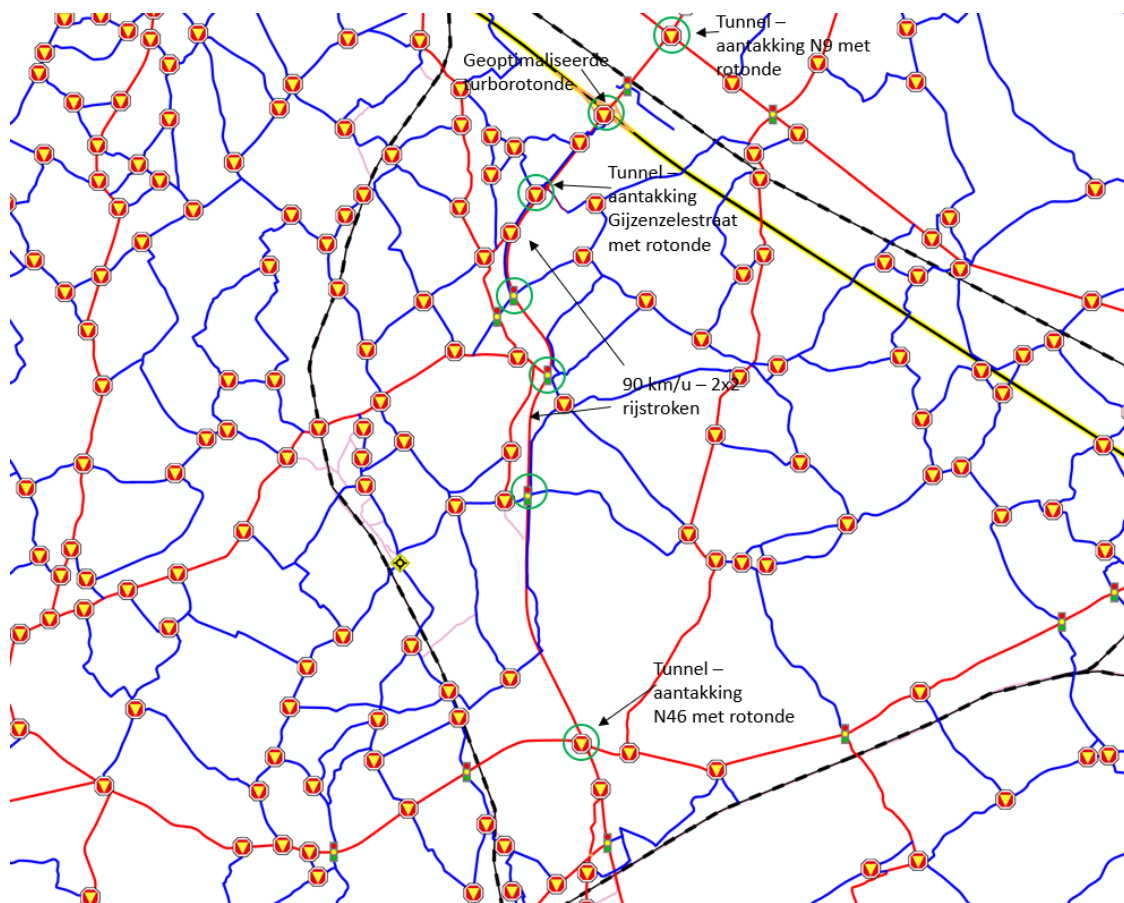 Tunnel –
aantakking N9 met
rotonde
Geoptimaliseerde
turborotonde
Tunnel –
aantakking
Gijzenzelestraat
met rotonde
90 km/u – 2x2
rijstroken
Tunnel –
aantakking
N46 met rotonde